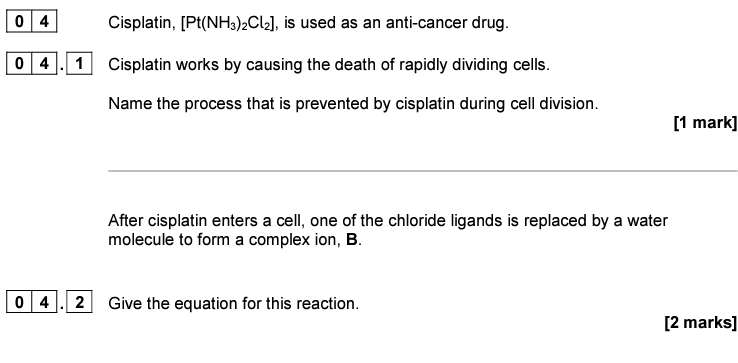 0 4 Cisplatin, [Pt(NH₃)₂Cl₂], is used as an anti-cancer drug.
0 4 . 1 Cisplatin works by causing the death of rapidly dividing cells.
Name the process that is prevented by cisplatin during cell division.
[1 mark]
After cisplatin enters a cell, one of the chloride ligands is replaced by a water
molecule to form a complex ion, B.
0 4 . 2 Give the equation for this reaction.
[2 marks]